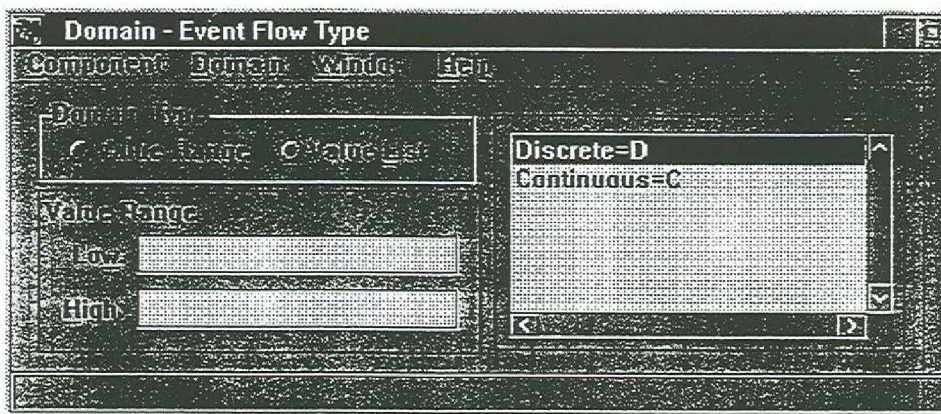 Domain - Event Flow Type
Component Domain Window Help
Domain Type
Value Range Value List
Discrete=D
Continuous=C
Value Range
Low
High